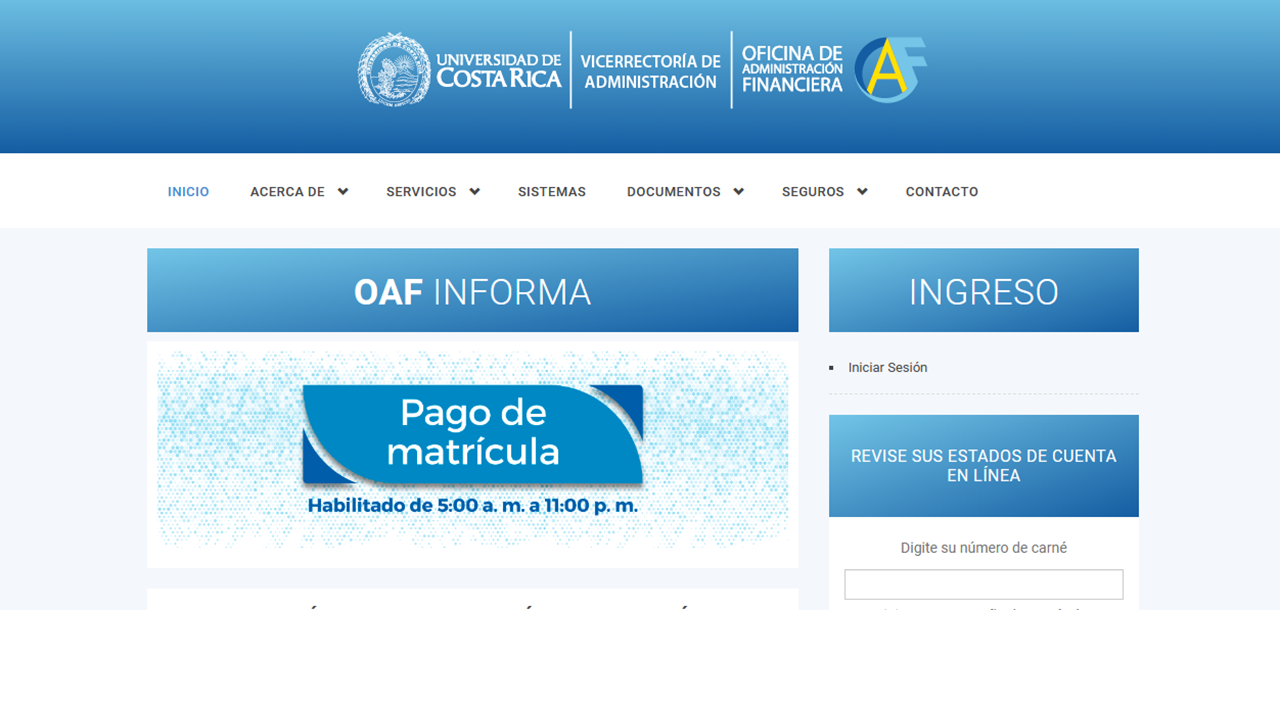 UNIVERSIDAD DE
COSTA RICA
VICERRECTORÍA DE
ADMINISTRACIÓN
OFICINA DE
ADMINISTRACIÓN
FINANCIERA
INICIO
ACERCA DE
SERVICIOS
SISTEMAS
DOCUMENTOS
SEGUROS
CONTACTO
OAF INFORMA
Pago de
matrícula
Habilitado de 5:00 a. m. a 11:00 p. m.
INGRESO
Iniciar Sesión
REVISE SUS ESTADOS DE CUENTA
EN LÍNEA
Digite su número de carné